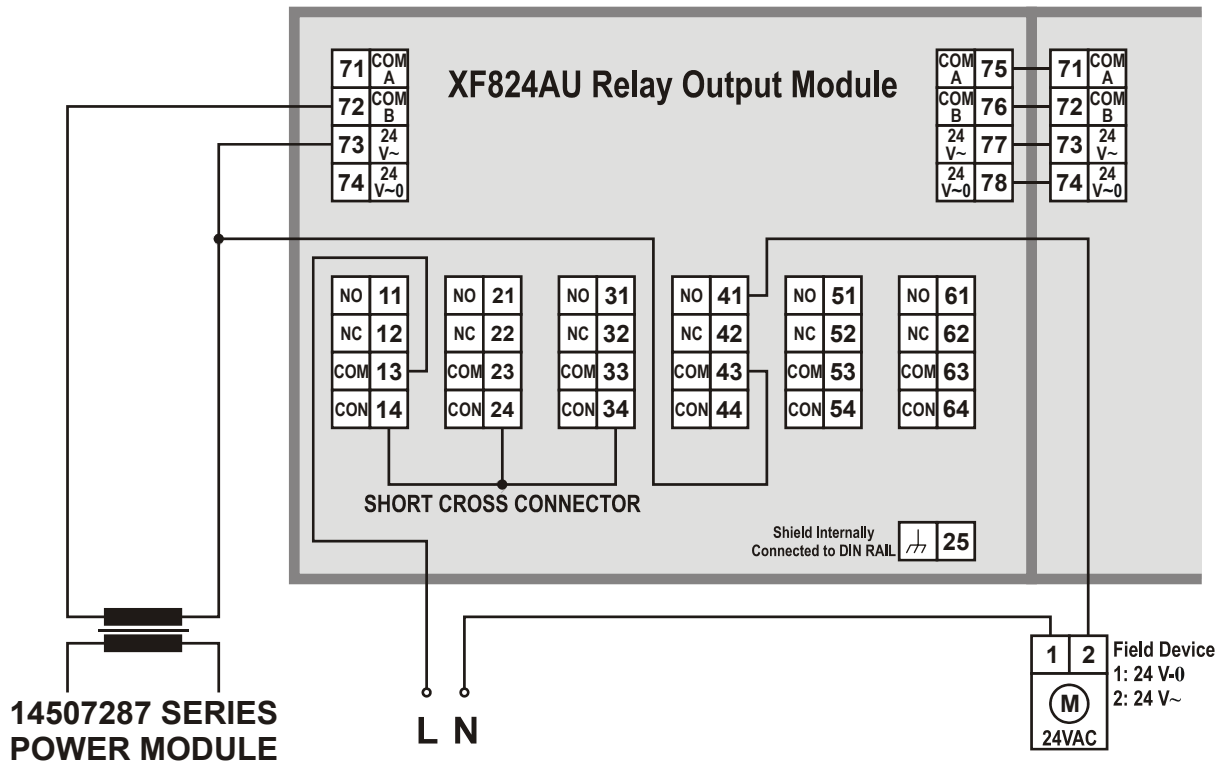 XF824AU Relay Output Module
71 COM A
72 COM B
73 24 V~
74 24 V~0
COM A 75
COM B 76
24 V~ 77
24 V~0 78
71 COM A
72 COM B
73 24 V~
74 24 V~0
NO 11
NC 12
COM 13
CON 14
NO 21
NC 22
COM 23
CON 24
NO 31
NC 32
COM 33
CON 34
NO 41
NC 42
COM 43
CON 44
NO 51
NC 52
COM 53
CON 54
NO 61
NC 62
COM 63
CON 64
SHORT CROSS CONNECTOR
Shield Internally
Connected to DIN RAIL
25
14507287 SERIES
POWER MODULE
L N
1 2
M
24VAC
Field Device
1: 24 V-0
2: 24 V~